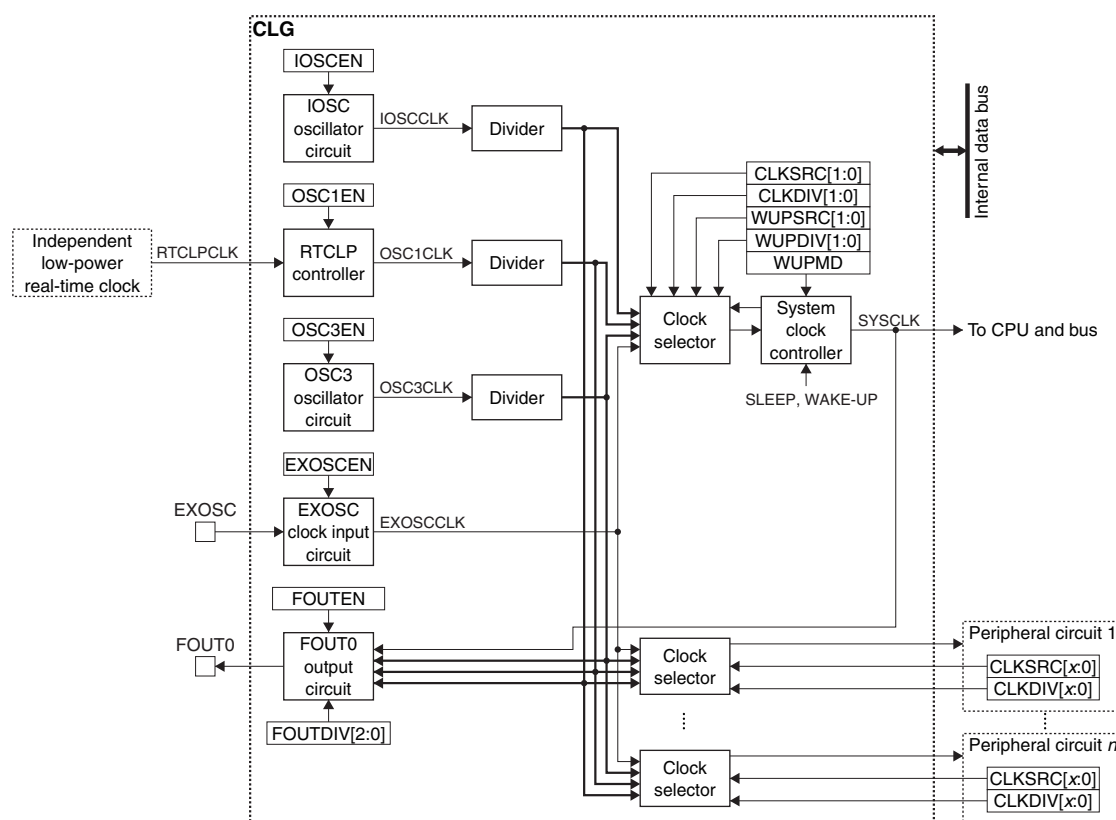 CLG
IOSCEN
IOSC
oscillator
circuit
IOSCCLK
Divider
Internal data bus
CLKSRC[1:0]
CLKDIV[1:0]
WUPSRC[1:0]
WUPDIV[1:0]
WUPMD
OSC1EN
Independent
low-power
real-time clock
RTCLPCLK
RTCLP
controller
OSC1CLK
Divider
Clock
selector
System
clock
controller
SYSCLK
To CPU and bus
SLEEP, WAKE-UP
OSC3EN
OSC3
oscillator
circuit
OSC3CLK
Divider
EXOSCEN
EXOSC
EXOSC
clock input
circuit
EXOSCCLK
FOUTEN
FOUT0
FOUT0
output
circuit
FOUTDIV[2:0]
Clock
selector
Peripheral circuit 1
CLKSRC[x:0]
CLKDIV[x:0]
Clock
selector
Peripheral circuit n
CLKSRC[x:0]
CLKDIV[x:0]